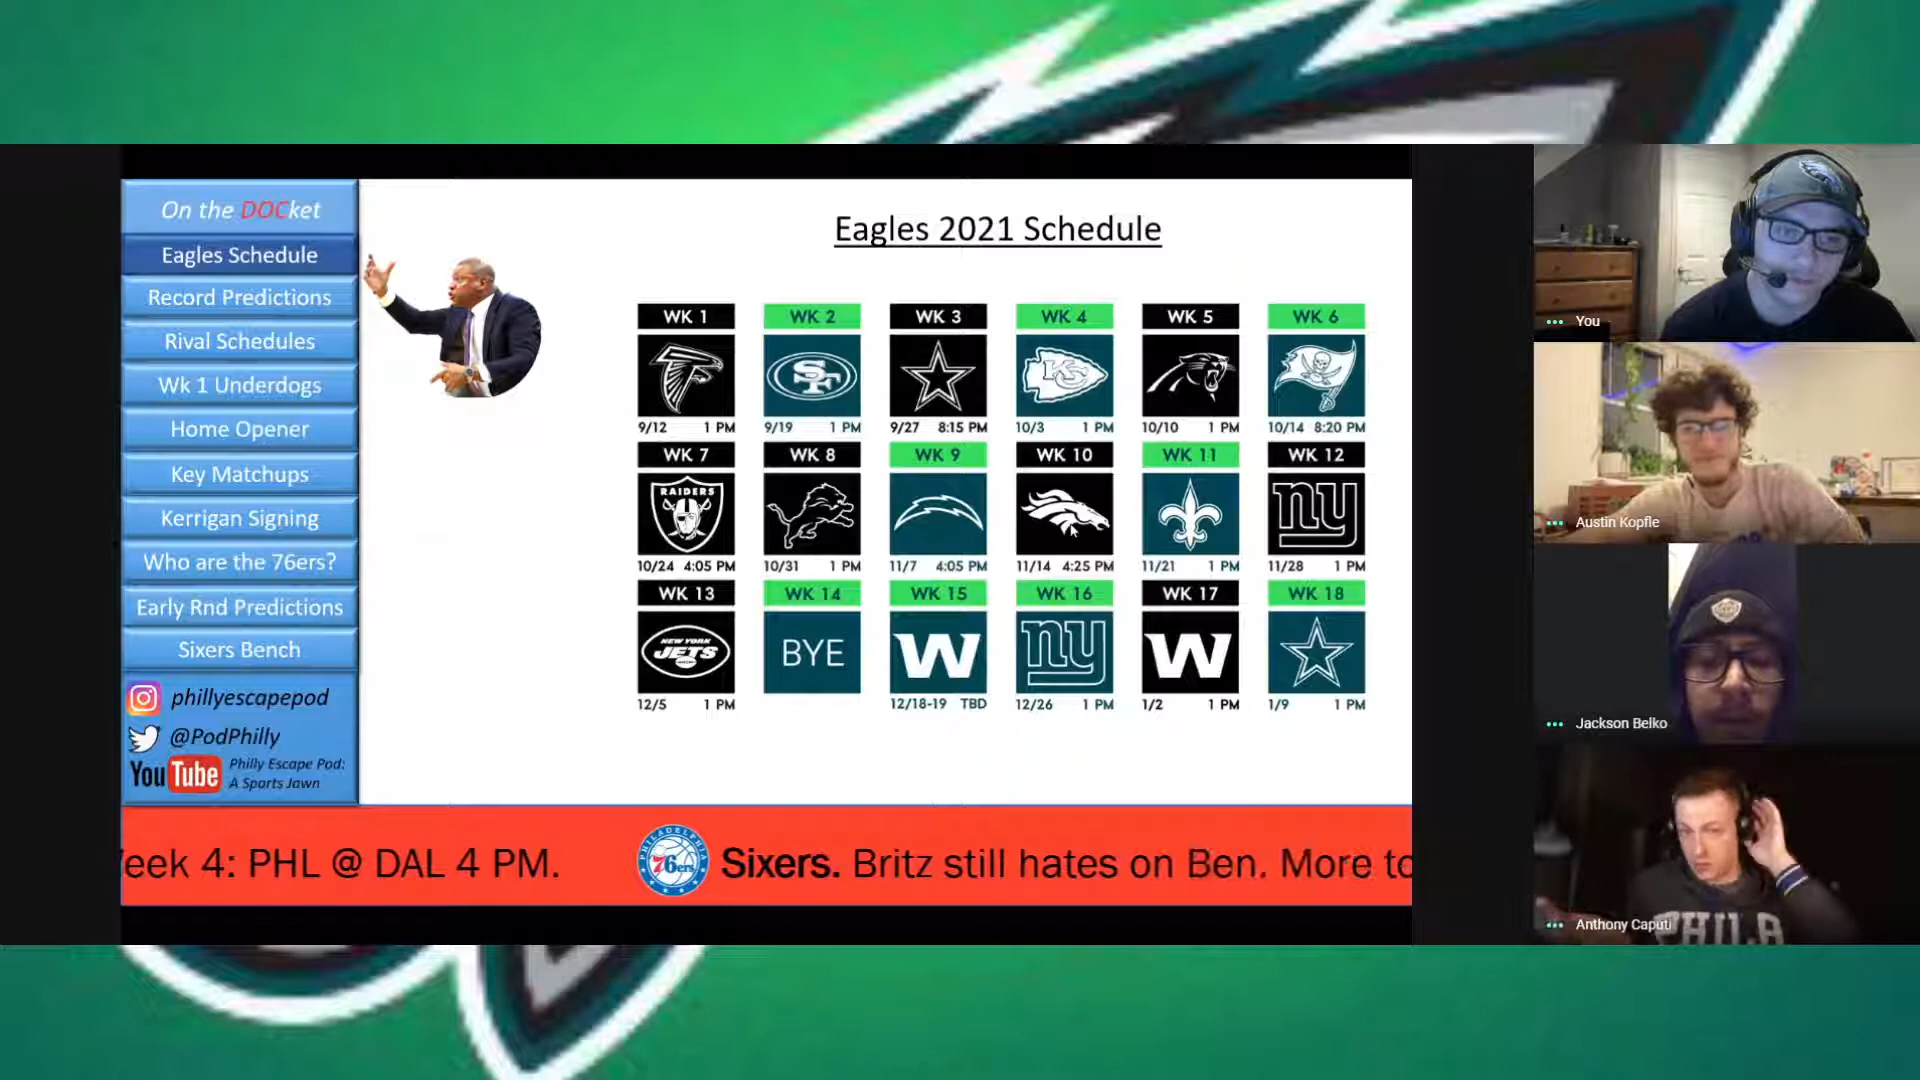 On the DOCket
Eagles Schedule
Record Predictions
Rival Schedules
Wk 1 Underdogs
Home Opener
Key Matchups
Kerrigan Signing
Who are the 76ers?
Early Rnd Predictions
Sixers Bench
phillyescapepod
@PodPhilly
YouTube
Philly Escape Pod:
A Sports Jawn
Eagles 2021 Schedule
WK 1 WK 2 WK 3 WK 4 WK 5 WK 6
SF KC
9/12 1 PM 9/19 1 PM 9/27 8:15 PM 10/3 1 PM 10/10 1 PM 10/14 8:20 PM
WK 7 WK 8 WK 9 WK 10 WK 11 WK 12
RAIDERS ny
10/24 4:05 PM 10/31 1 PM 11/7 4:05 PM 11/14 4:25 PM 11/21 1 PM 11/28 1 PM
WK 13 WK 14 WK 15 WK 16 WK 17 WK 18
NEW YORK
JETS BYE W ny W
12/5 1 PM 12/18-19 TBD 12/26 1 PM 1/2 1 PM 1/9 1 PM
eek 4: PHL @ DAL 4 PM. PHILADELPHIA 76ers Sixers. Britz still hates on Ben. More to
You
Austin Kopfle
Jackson Belko
Anthony Caputi
PHILA